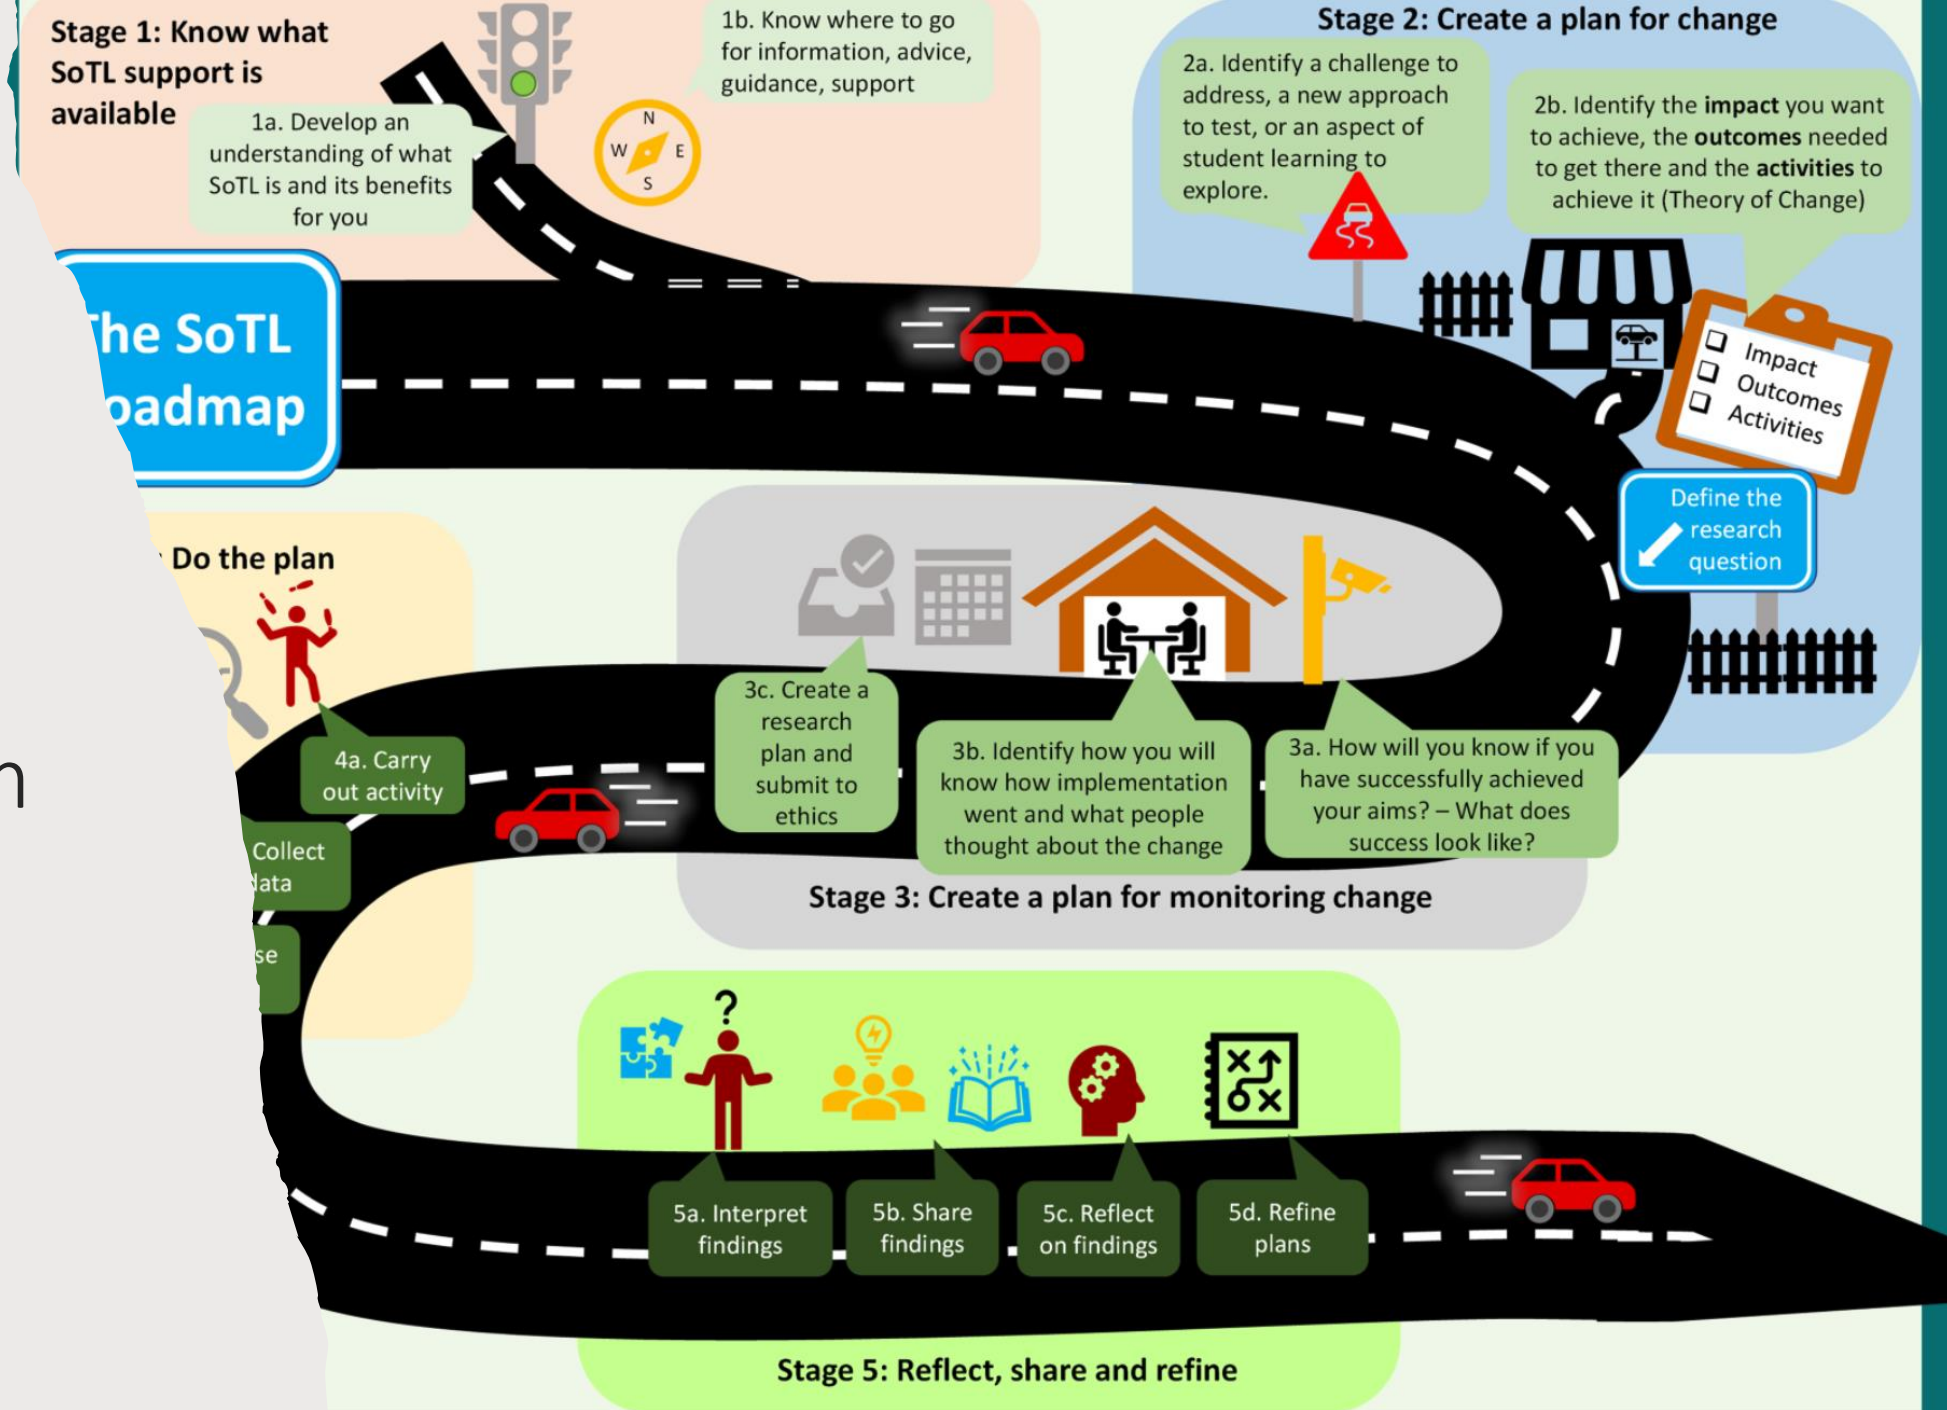 Stage 1: Know what
SoTL support is
available
1a. Develop an
understanding of what
SoTL is and its benefits
for you
1b. Know where to go
for information, advice,
guidance, support
N
W
E
S
Stage 2: Create a plan for change
2a. Identify a challenge to
address, a new approach
to test, or an aspect of
student learning to
explore.
2b. Identify the impact you want
to achieve, the outcomes needed
to get there and the activities to
achieve it (Theory of Change)
Impact
Outcomes
Activities
he SoTL
oadmap
Define the
research
question
Do the plan
3c. Create a
research
plan and
submit to
ethics
3b. Identify how you will
know how implementation
went and what people
thought about the change
3a. How will you know if you
have successfully achieved
your aims? – What does
success look like?
Stage 3: Create a plan for monitoring change
4a. Carry
out activity
Collect
ata
se
n
?
5a. Interpret
findings
5b. Share
findings
5c. Reflect
on findings
5d. Refine
plans
Stage 5: Reflect, share and refine